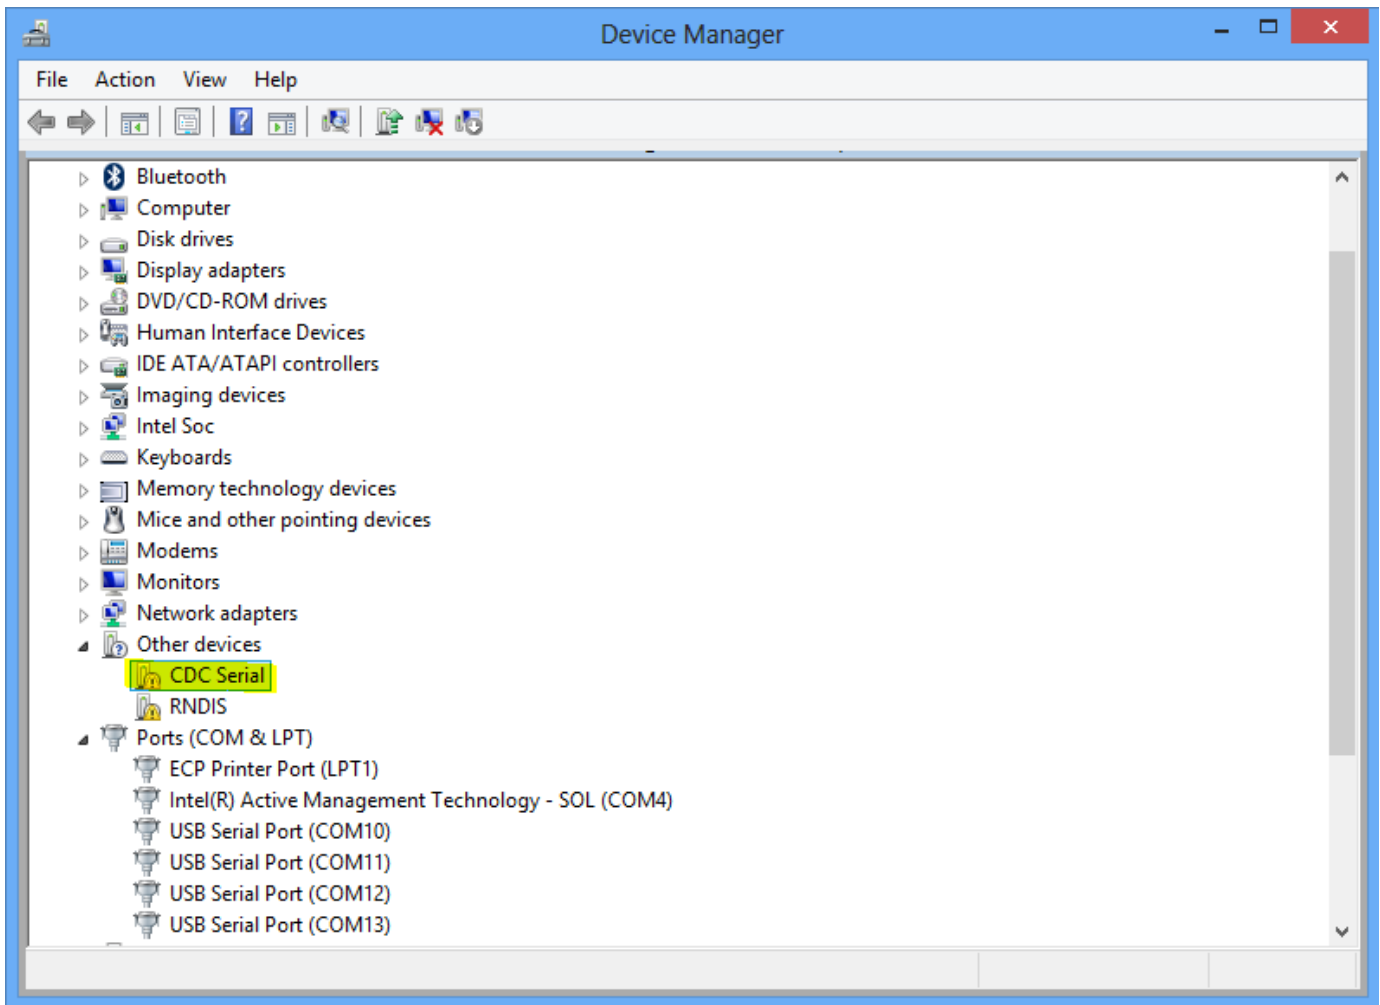 Device Manager
File Action View Help
Bluetooth
Computer
Disk drives
Display adapters
DVD/CD-ROM drives
Human Interface Devices
IDE ATA/ATAPI controllers
Imaging devices
Intel Soc
Keyboards
Memory technology devices
Mice and other pointing devices
Modems
Monitors
Network adapters
Other devices
CDC Serial
RNDIS
Ports (COM & LPT)
ECP Printer Port (LPT1)
Intel(R) Active Management Technology - SOL (COM4)
USB Serial Port (COM10)
USB Serial Port (COM11)
USB Serial Port (COM12)
USB Serial Port (COM13)